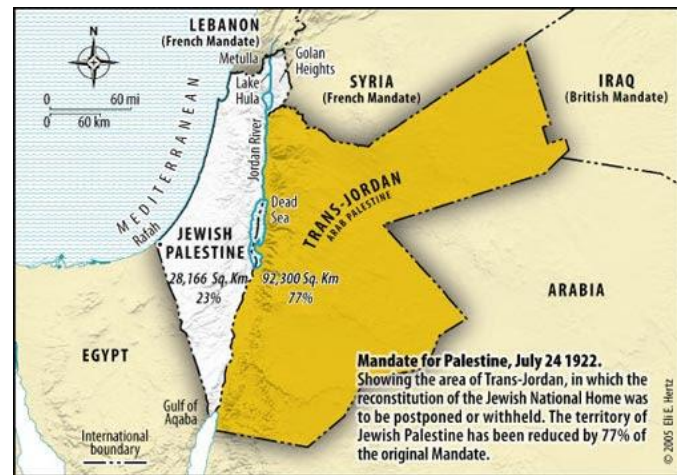 LEBANON
(French Mandate)
Metulla
Golan
Heights
N
Lake
Hula
SYRIA
(French Mandate)
IRAQ
(British Mandate)
0 60 mi
0 60 km
MEDITERRANEAN
Jordan River
Rafah
Dead
Sea
TRANS-JORDAN
ARAB PALESTINE
JEWISH
PALESTINE
28,166 Sq. Km
23%
92,300 Sq. Km
77%
ARABIA
EGYPT
Gulf of
Aqaba
International
boundary
Mandate for Palestine, July 24 1922.
Showing the area of Trans-Jordan, in which the
reconstitution of the Jewish National Home was
to be postponed or withheld. The territory of
Jewish Palestine has been reduced by 77% of
the original Mandate.
© 2005 Eli E. Hertz